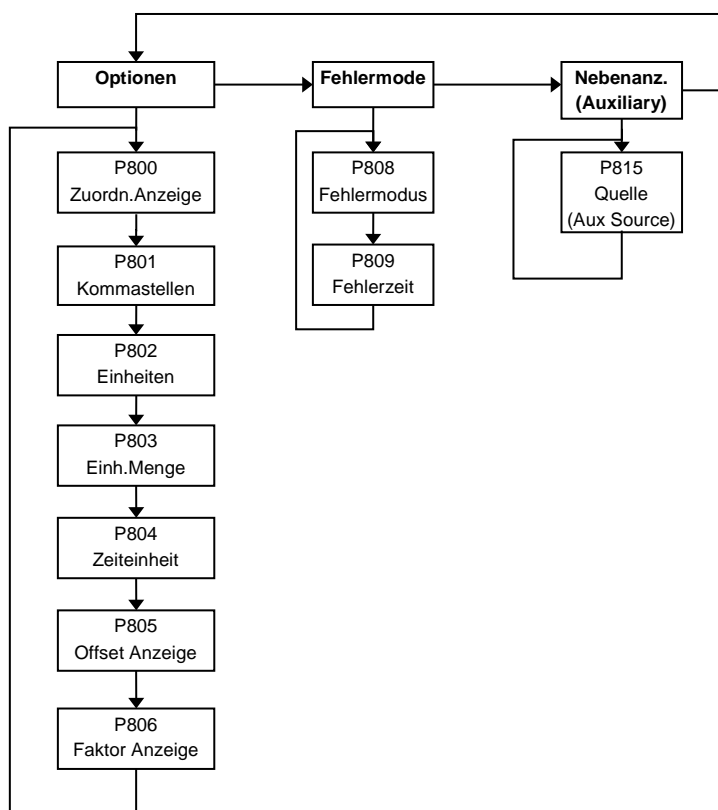 Optionen
Fehlermode
Nebenanz.
(Auxiliary)
P800
Zuordn.Anzeige
P801
Kommastellen
P802
Einheiten
P803
Einh.Menge
P804
Zeiteinheit
P805
Offset Anzeige
P806
Faktor Anzeige
P808
Fehlermodus
P809
Fehlerzeit
P815
Quelle
(Aux Source)